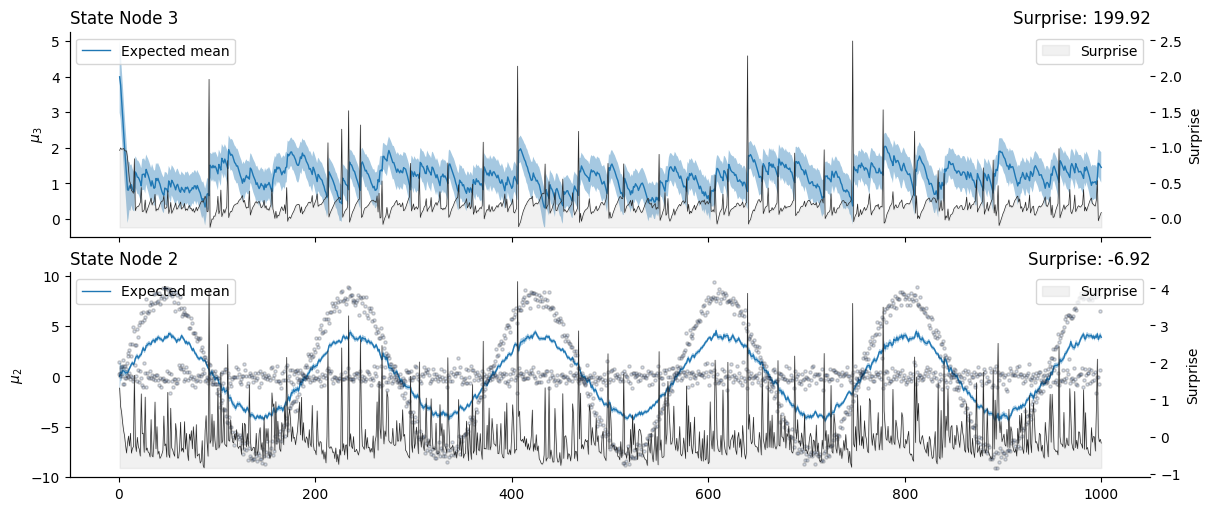 State Node 3
Surprise: 199.92
Expected mean
Surprise
μ3
5
4
3
2
1
0
2.5
2.0
1.5
1.0
0.5
0.0
Surprise
State Node 2
Surprise: -6.92
Expected mean
Surprise
μ2
10
5
0
−5
−10
4
3
2
1
0
−1
Surprise
0
200
400
600
800
1000